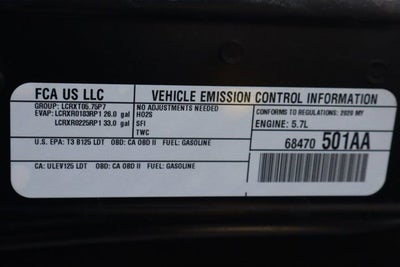 FCA US LLC
VEHICLE EMISSION CONTROL INFORMATION
GROUP: LCRXT05.75P7
EVAP: LCRXR0183RP1 26.0 gal
LCRXR0225RP1 33.0 gal
NO ADJUSTMENTS NEEDED
HO2S
SFI
TWC
CONFORMS TO REGULATIONS: 2020 MY
ENGINE: 5.7L
68470 501AA
U.S. EPA: T3 B125 LDT OBD: CA OBD II FUEL: GASOLINE
CA: ULEV125 LDT OBD: CA OBD II FUEL: GASOLINE